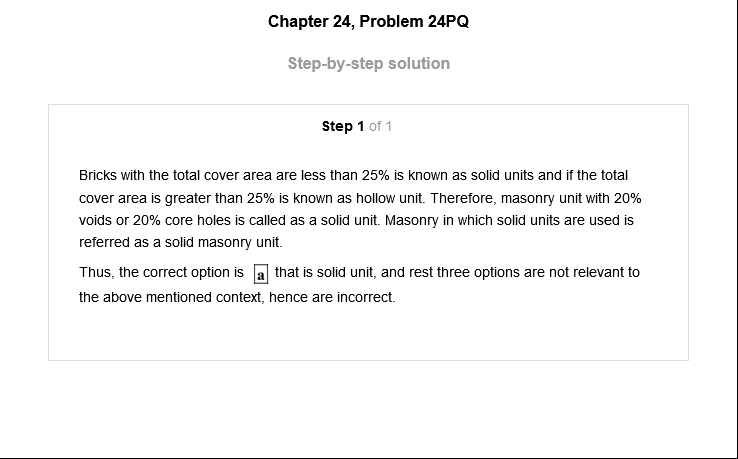 Chapter 24, Problem 24PQ
Step-by-step solution
Step 1 of 1
Bricks with the total cover area are less than 25% is known as solid units and if the total
cover area is greater than 25% is known as hollow unit. Therefore, masonry unit with 20%
voids or 20% core holes is called as a solid unit. Masonry in which solid units are used is
referred as a solid masonry unit.
Thus, the correct option is a that is solid unit, and rest three options are not relevant to
the above mentioned context, hence are incorrect.